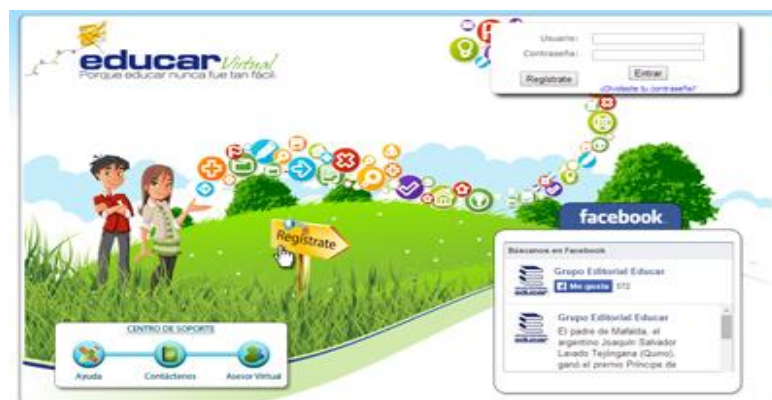 educar Virtual
Porque educar nunca fue tan fácil.
Usuario:
Contraseña:
Regístrate
Entrar
¿Olvidaste tu contraseña?
Regístrate
facebook
Búscanos en Facebook
Grupo Editorial Educar
Me gusta 572
educar
Grupo Editorial Educar
El padre de Mafalda, el
argentino Joaquín Salvador
Lavado Tejingana (Quino),
ganó el premio Príncipe de
educar
CENTRO DE SOPORTE
Ayuda
Contáctenos
Asesor Virtual